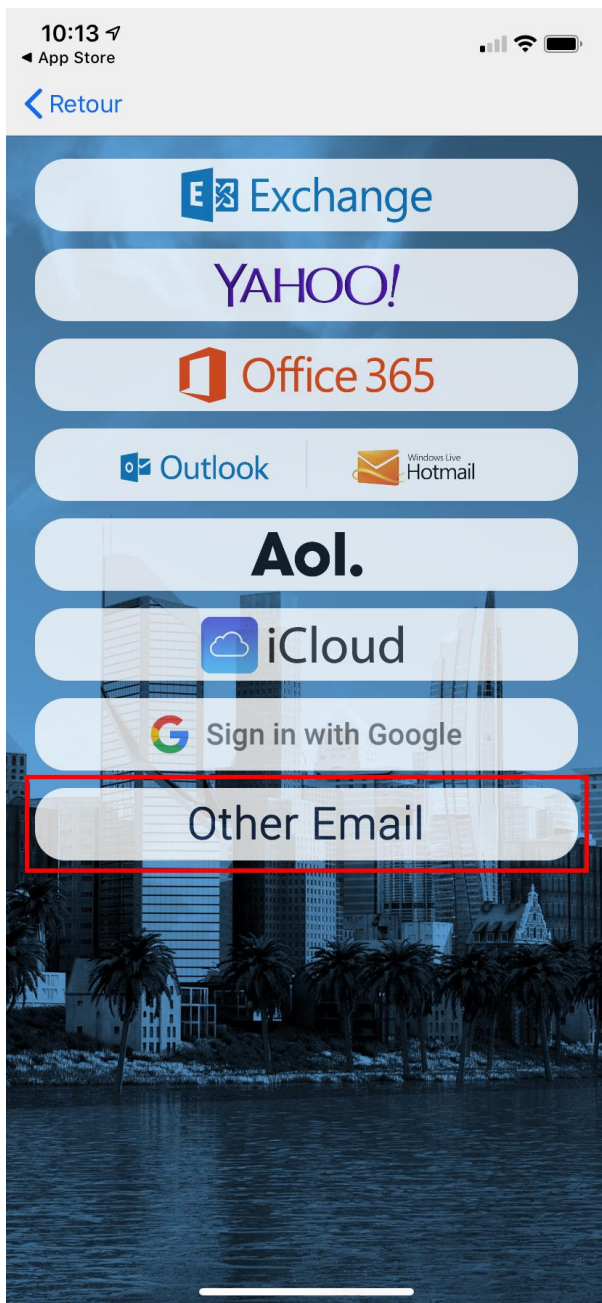 10:13
◀ App Store
Retour
E Exchange
YAHOO!
Office 365
o Outlook
Windows Live
Hotmail
Aol.
iCloud
G Sign in with Google
Other Email